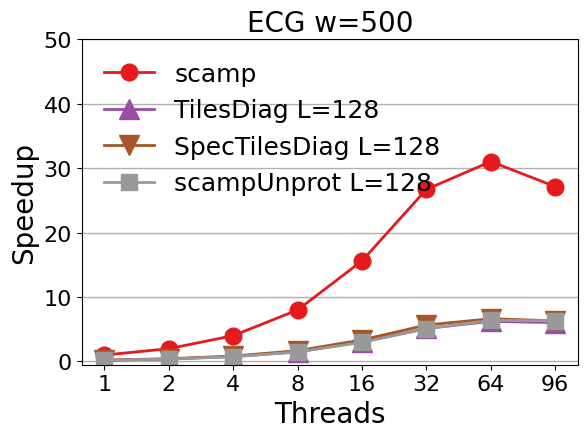 ECG w=500
50
40
30
20
10
0
Speedup
scamp
TilesDiag L=128
SpecTilesDiag L=128
scampUnprot L=128
1 2 4 8 16 32 64 96
Threads